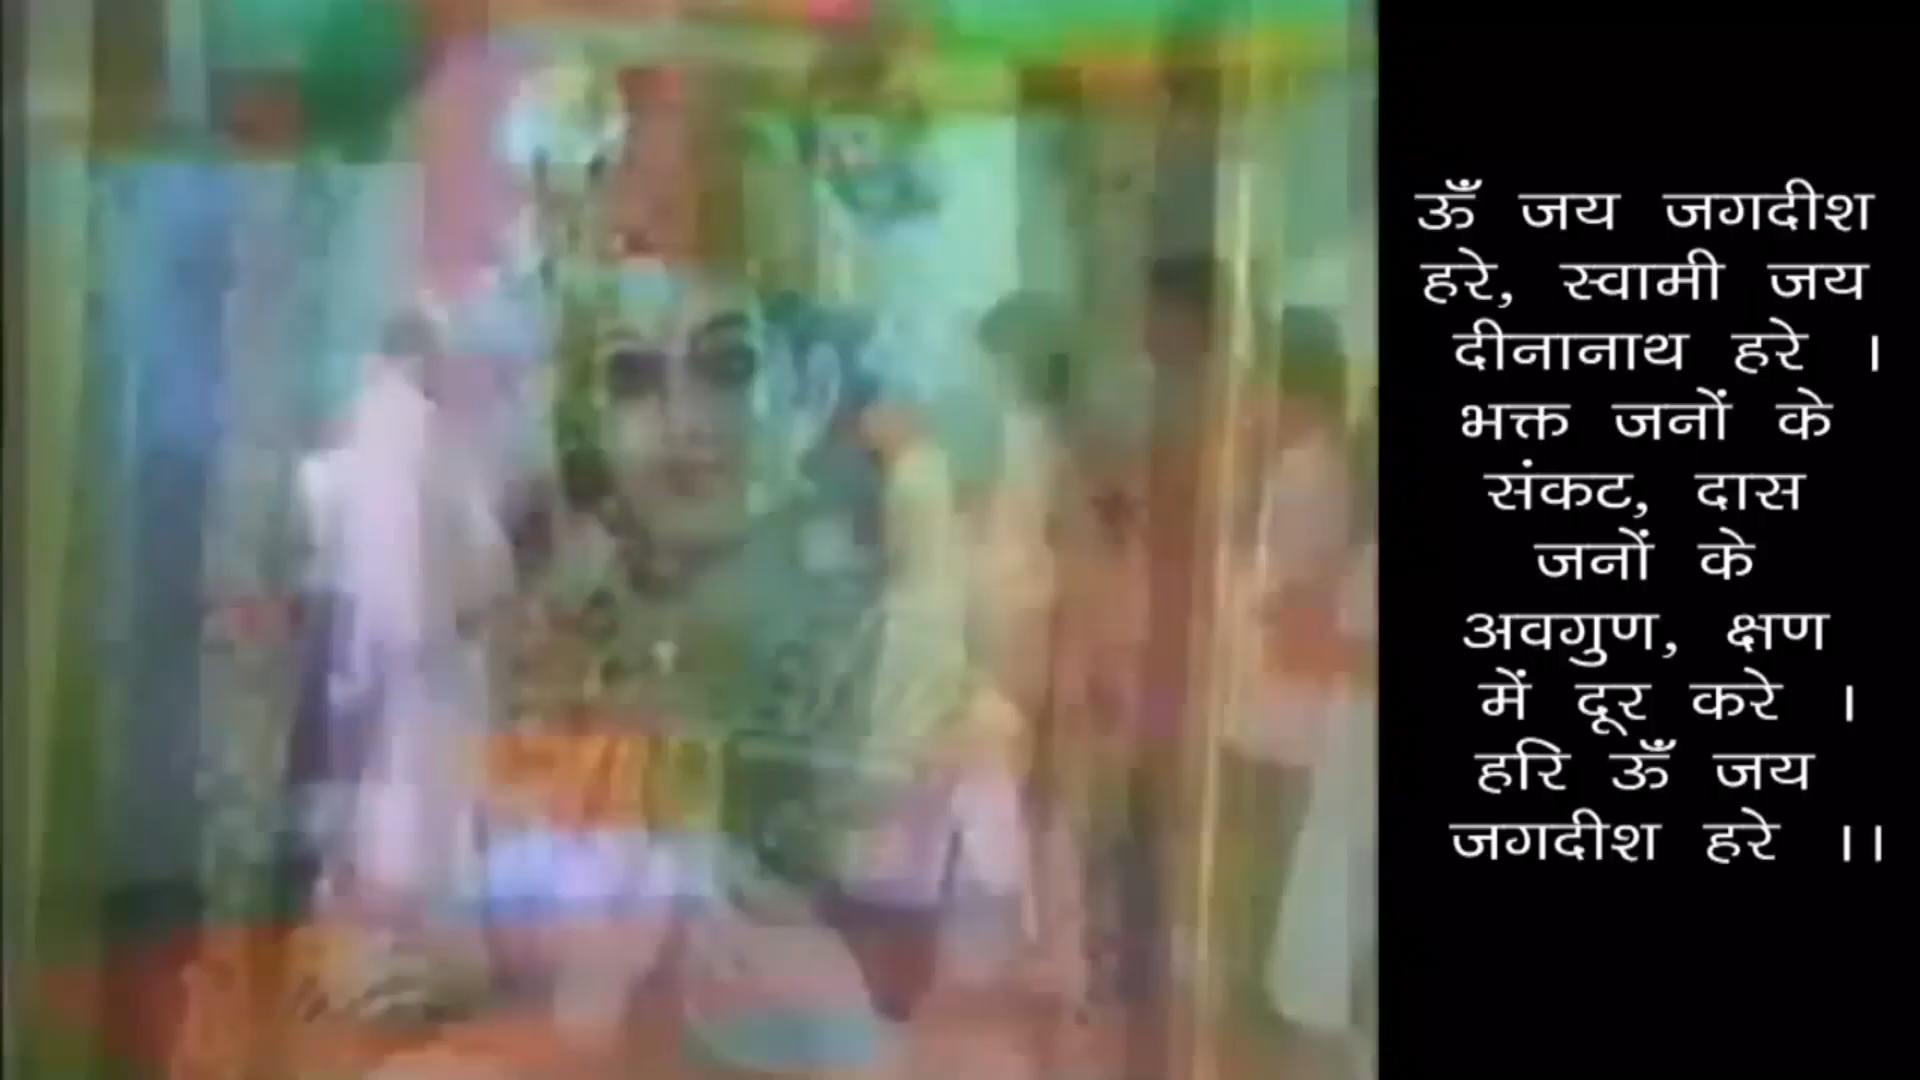 ऊँ जय जगदीश
हरे, स्वामी जय
दीनानाथ हरे ।
भक्त जनों के
संकट, दास
जनों के
अवगुण, क्षण
में दूर करे ।
हरि ऊँ जय
जगदीश हरे ।।